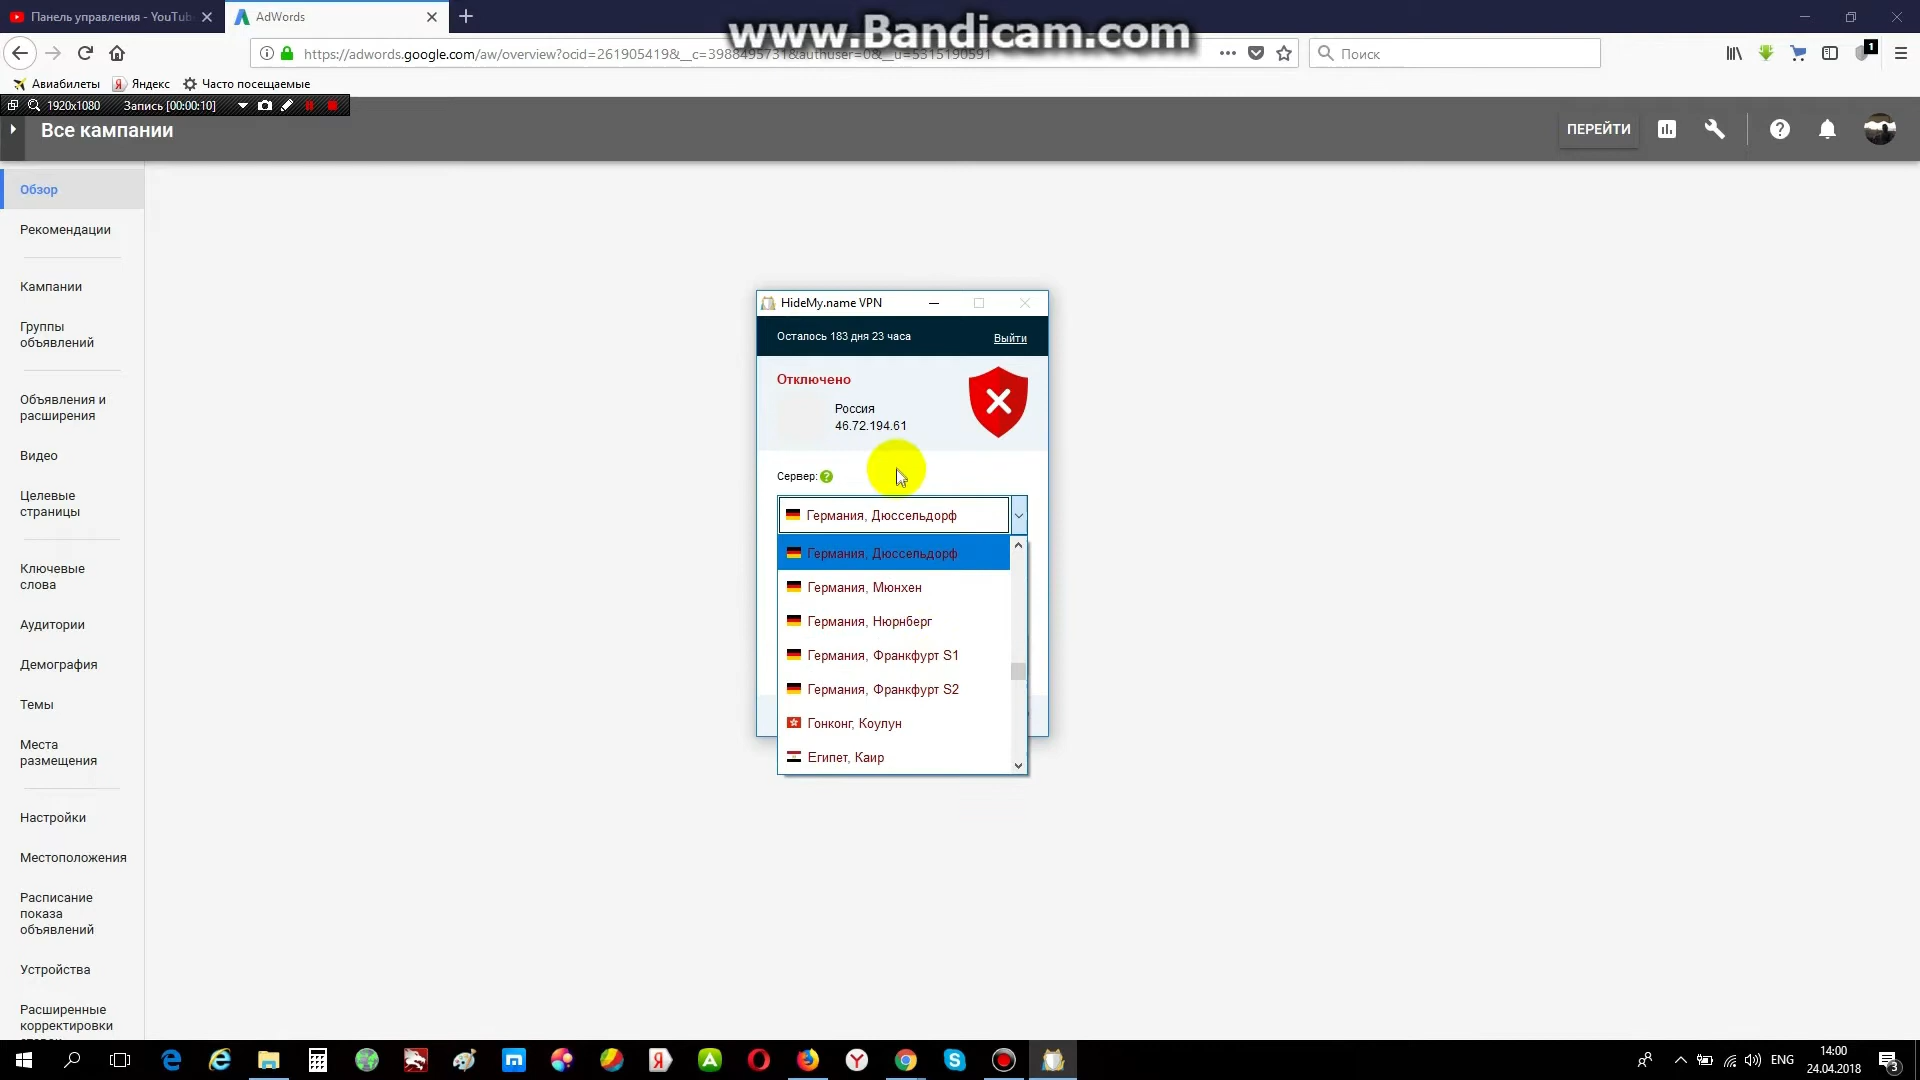 Панель управления - YouTub
AdWords
www.Bandicam.com
https://adwords.google.com/aw/overview?ocid=261905419&__c=3988495731&authuser=0&__u=5315190591
Поиск
1
Авиабилеты
Яндекс
Часто посещаемые
1920x1080
Запись [00:00:10]
Все кампании
ПЕРЕЙТИ
Обзор
Рекомендации
Кампании
Группы
объявлений
Объявления и
расширения
Видео
Целевые
страницы
Ключевые
слова
Аудитории
Демография
Темы
Места
размещения
Настройки
Местоположения
Расписание
показа
объявлений
Устройства
Расширенные
корректировки
HideMy.name VPN
Осталось 183 дня 23 часа
Выйти
Отключено
Россия
46.72.194.61
Сервер:
Германия, Дюссельдорф
Германия, Дюссельдорф
Германия, Мюнхен
Германия, Нюрнберг
Германия, Франкфурт S1
Германия, Франкфурт S2
Гонконг, Коулун
Египет, Каир
ENG
14:00
24.04.2018
3